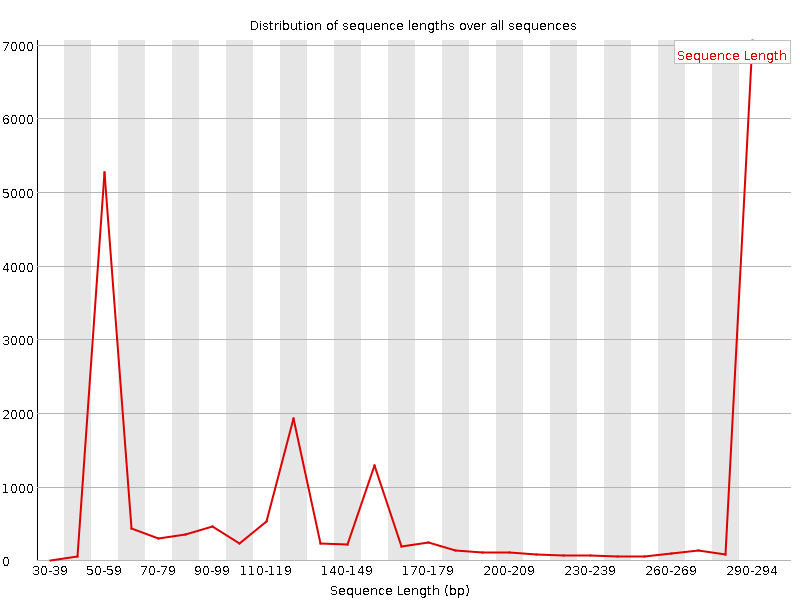 Distribution of sequence lengths over all sequences
Sequence Length
7000
6000
5000
4000
3000
2000
1000
0
30-39 50-59 70-79 90-99 110-119 140-149 170-179 200-209 230-239 260-269 290-294
Sequence Length (bp)